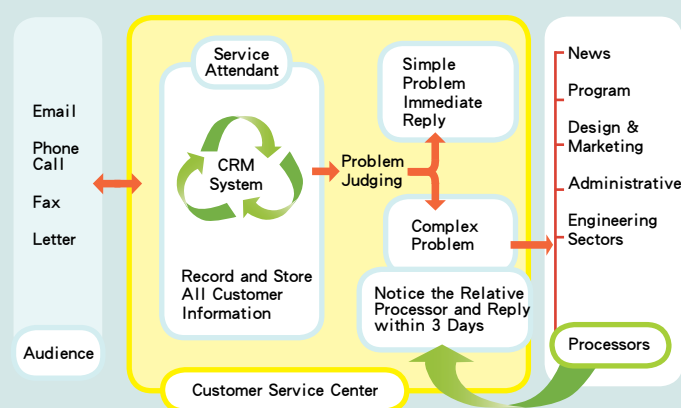 Email
Phone
Call
Fax
Letter
Audience
Service
Attendant
CRM
System
Record and Store
All Customer
Information
Problem
Judging
Simple
Problem
Immediate
Reply
Complex
Problem
Notice the Relative
Processor and Reply
within 3 Days
Customer Service Center
News
Program
Design &
Marketing
Administrative
Engineering
Sectors
Processors